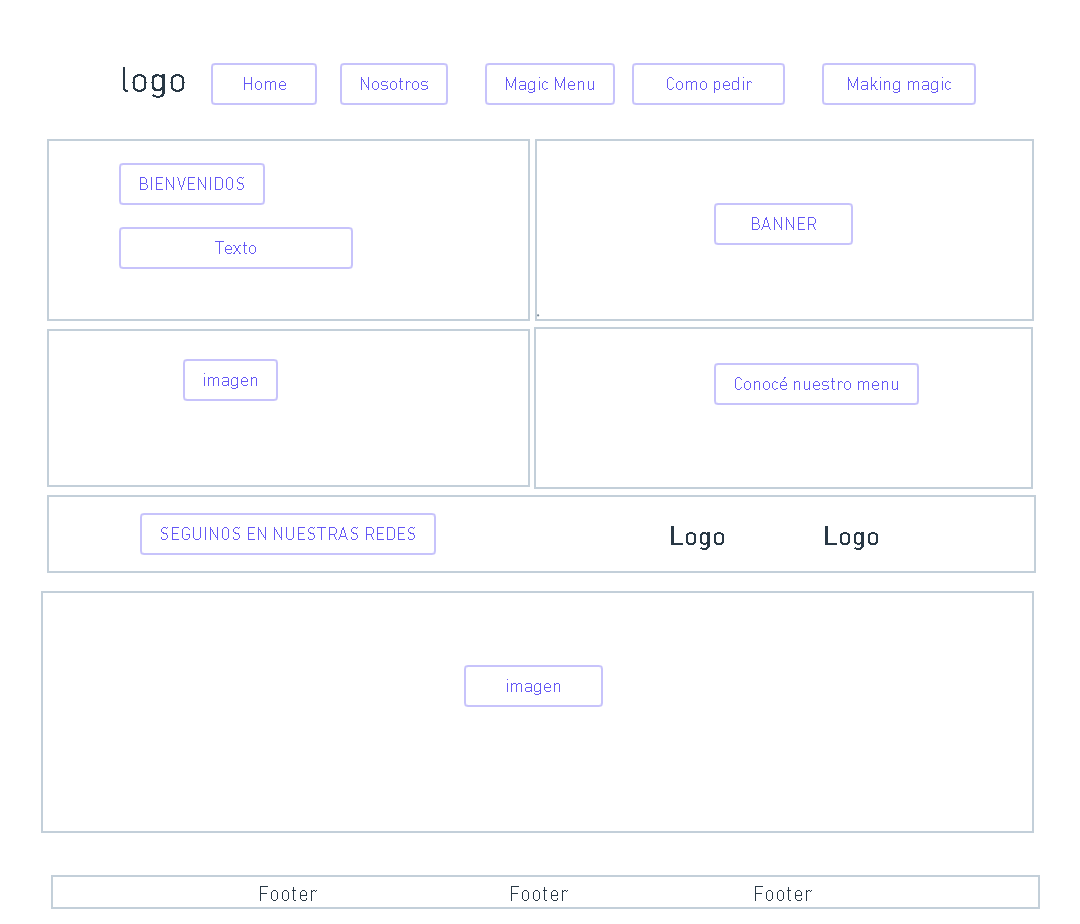 logo
Home
Nosotros
Magic Menu
Como pedir
Making magic
BIENVENIDOS
Texto
BANNER
imagen
Conocé nuestro menu
SEGUINOS EN NUESTRAS REDES
Logo
Logo
imagen
Footer
Footer
Footer